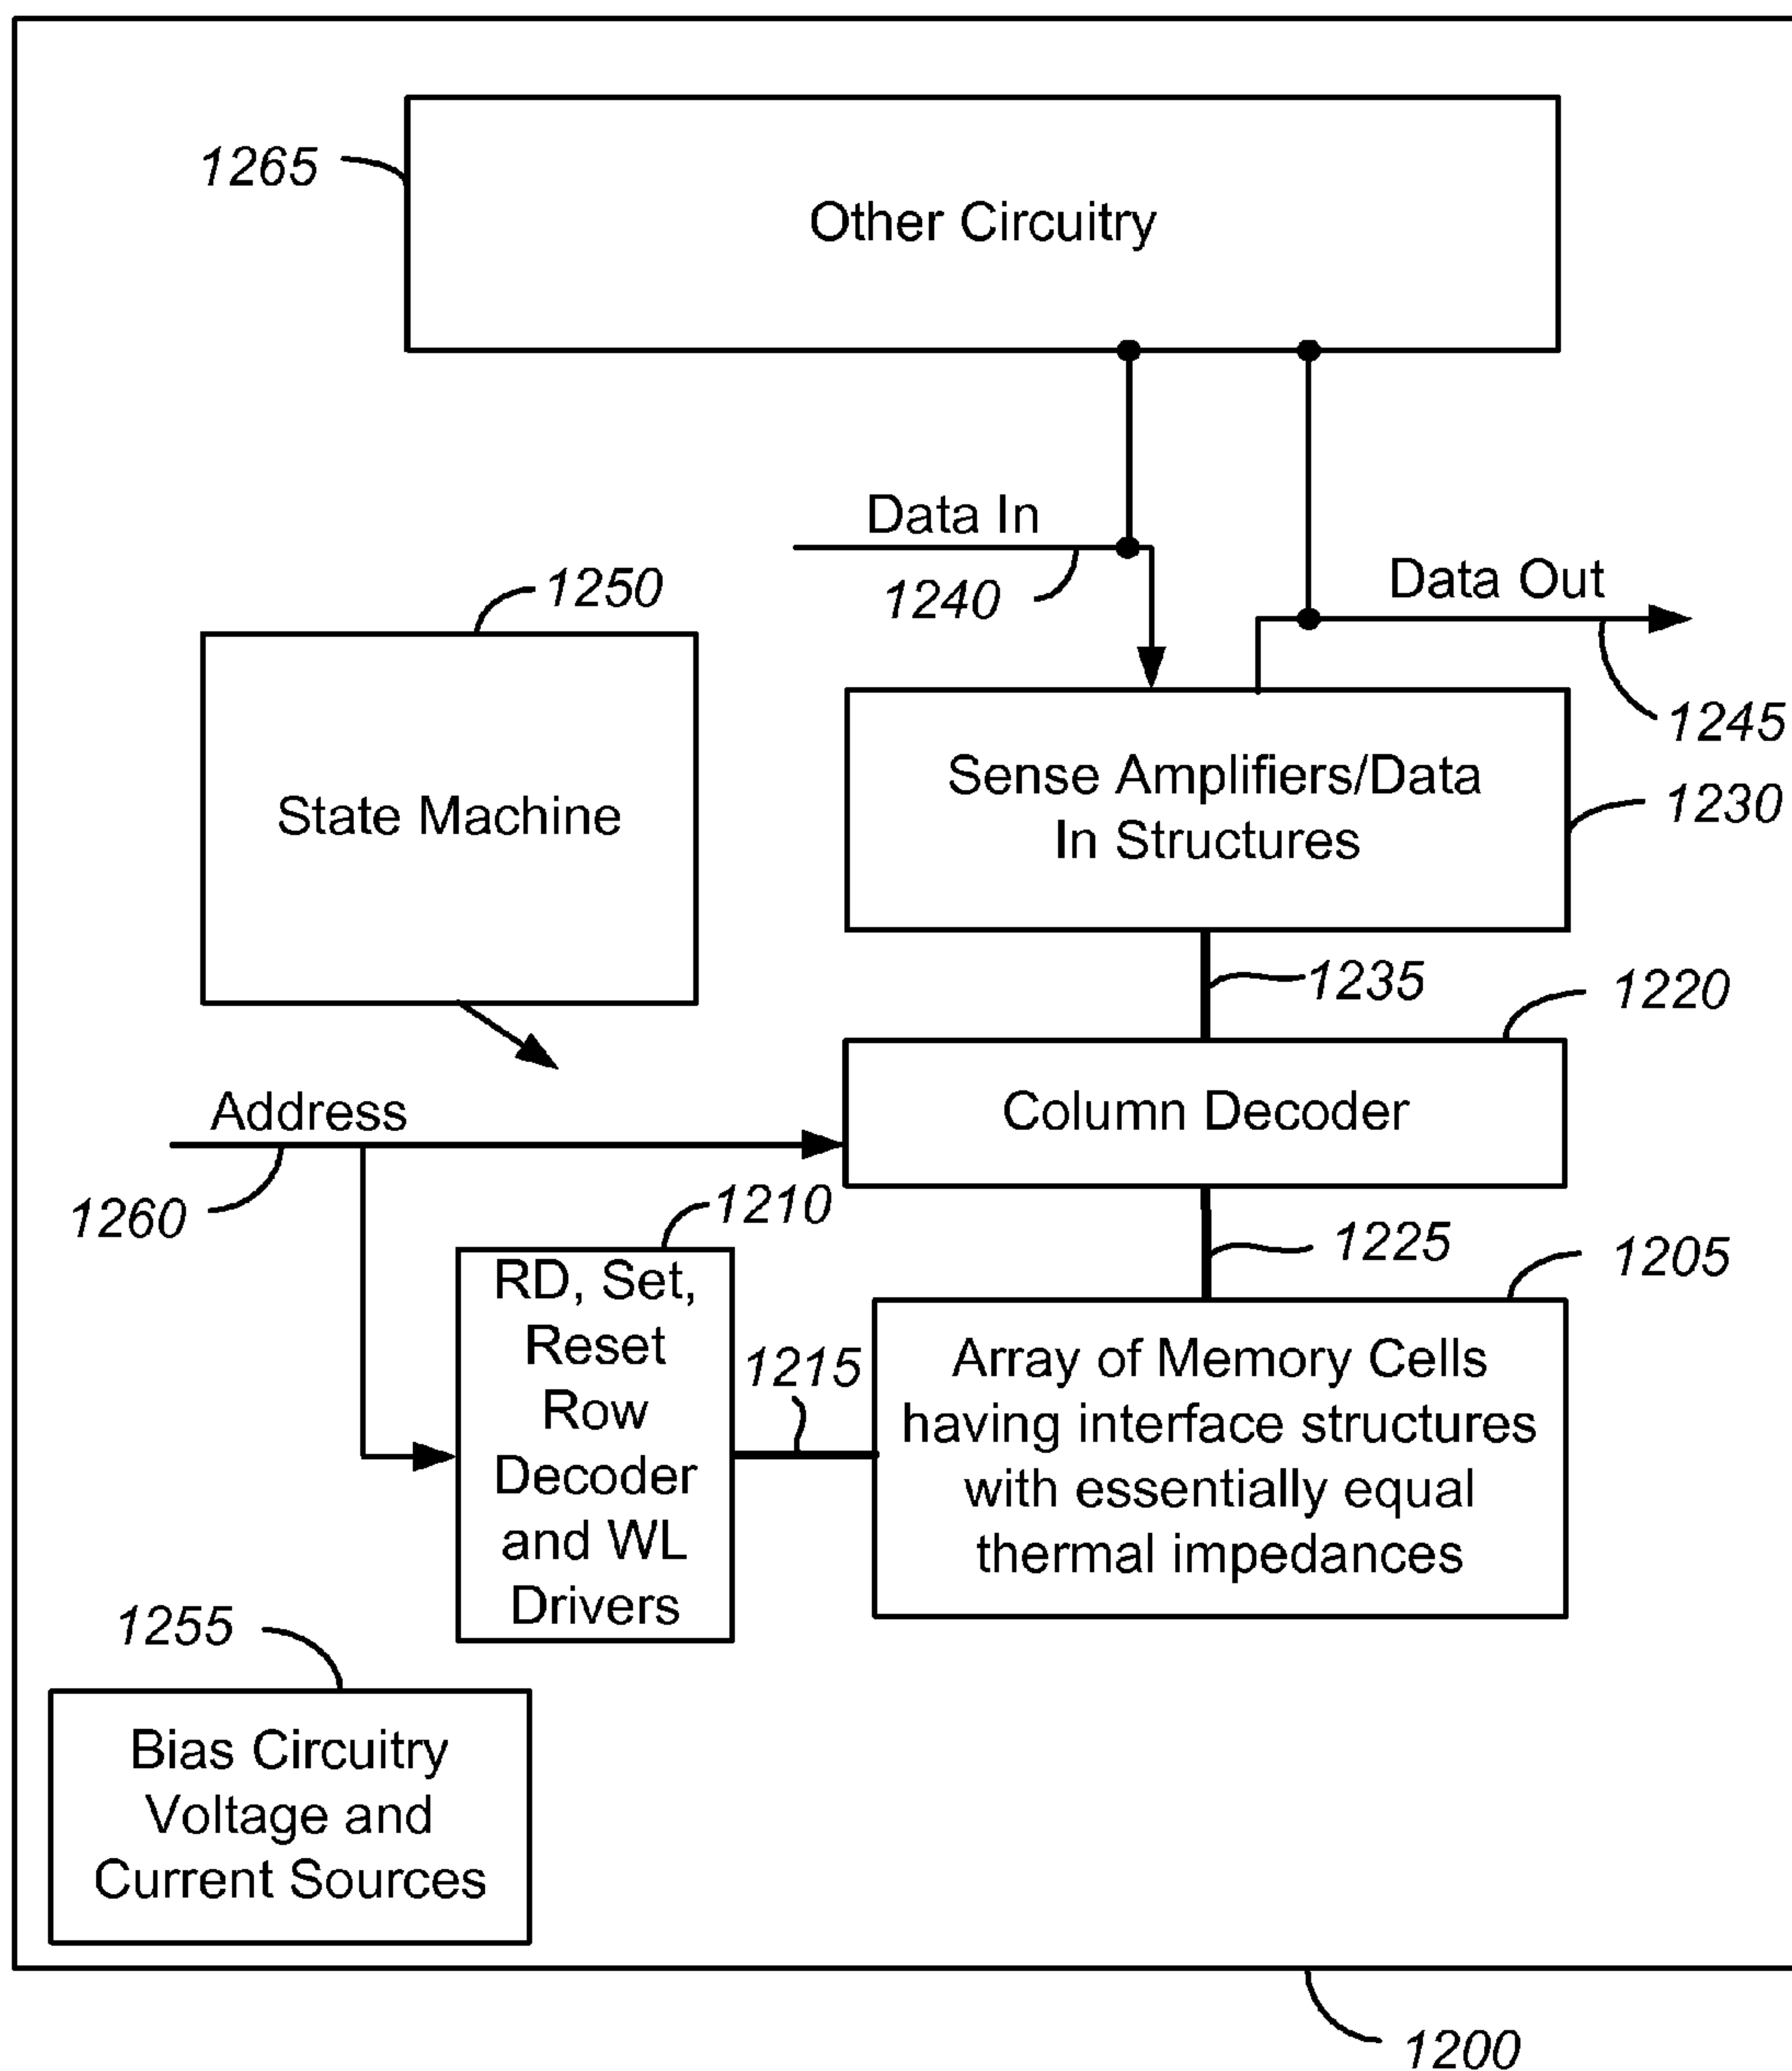 1265
Other Circuitry
Data In
1240
Data Out
1245
1250
State Machine
Sense Amplifiers/Data
In Structures
1230
1235
1220
Column Decoder
Address
1260
1210
1225
1205
RD, Set,
Reset
Row
Decoder
and WL
Drivers
1215
Array of Memory Cells
having interface structures
with essentially equal
thermal impedances
1255
Bias Circuitry
Voltage and
Current Sources
1200